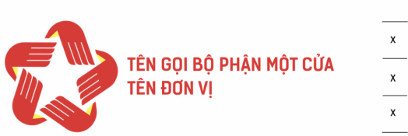 TÊN GỌI BỘ PHẬN MỘT CỬA
TÊN ĐƠN VỊ
x
x
x